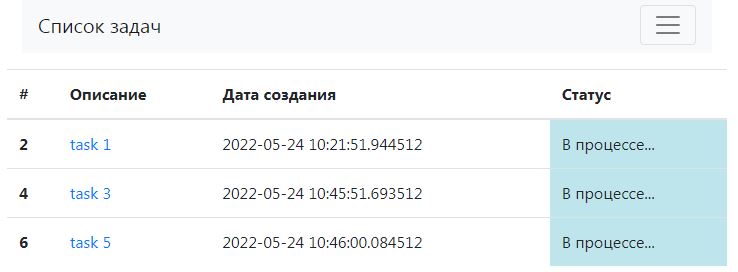 Список задач
# Описание Дата создания Статус
2 task 1 2022-05-24 10:21:51.944512 В процессе...
4 task 3 2022-05-24 10:45:51.693512 В процессе...
6 task 5 2022-05-24 10:46:00.084512 В процессе...